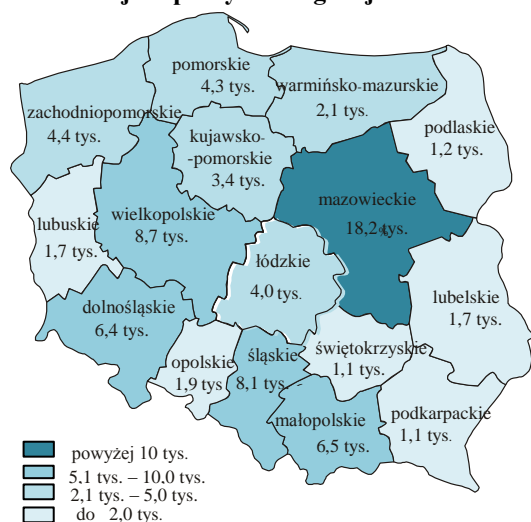 pomorskie
4,3 tys.
warmińsko-mazurskie
2,1 tys.
zachodniopomorskie
4,4 tys.
podlaskie
1,2 tys.
kujawsko-
-pomorskie
3,4 tys.
mazowieckie
18,2 tys.
wielkopolskie
8,7 tys.
lubuskie
1,7 tys.
łódzkie
4,0 tys.
lubelskie
1,7 tys.
dolnośląskie
6,4 tys.
opolskie
1,9 tys.
śląskie
8,1 tys.
świętokrzyskie
1,1 tys.
małopolskie
6,5 tys.
podkarpackie
1,1 tys.
powyżej 10 tys.
5,1 tys. – 10,0 tys.
2,1 tys. – 5,0 tys.
do 2,0 tys.